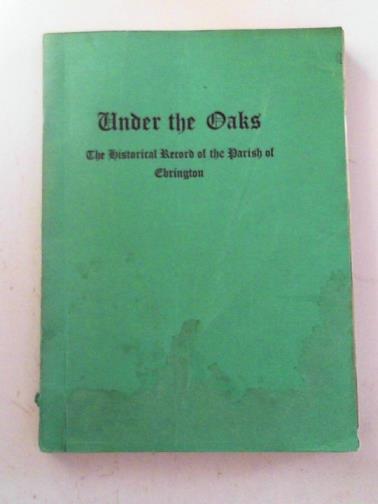 Under the Oaks
The Historical Record of the Parish of
Ebrington